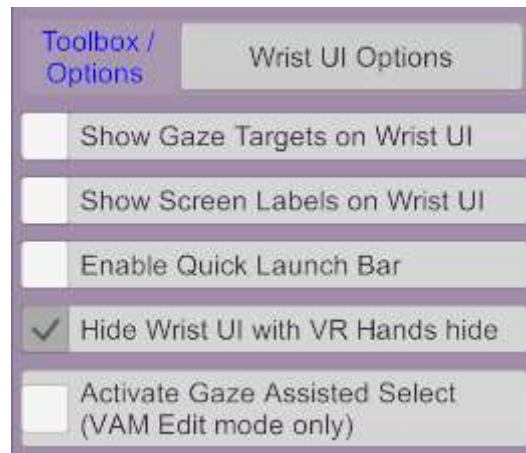 Toolbox /
Options
Wrist UI Options
Show Gaze Targets on Wrist UI
Show Screen Labels on Wrist UI
Enable Quick Launch Bar
Hide Wrist UI with VR Hands hide
Activate Gaze Assisted Select
(VAM Edit mode only)